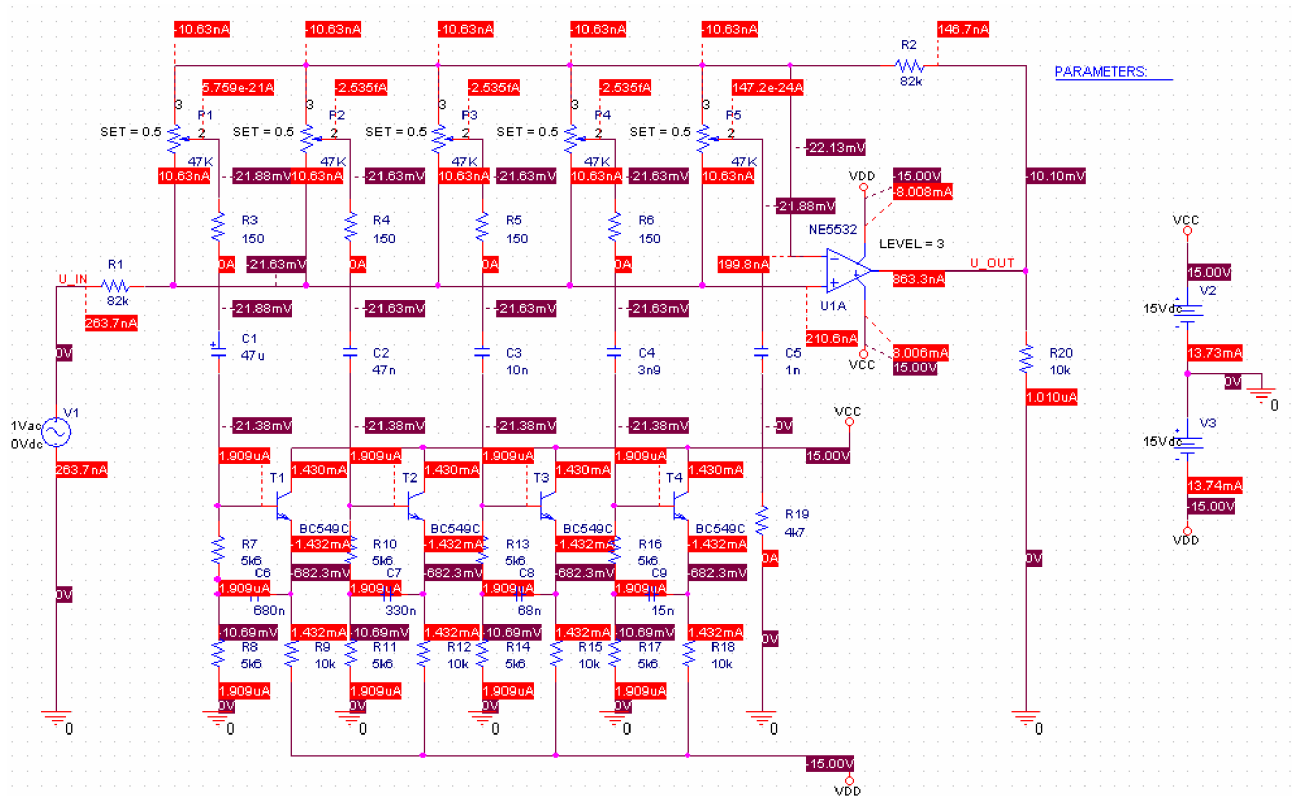 -10.63nA -10.63nA -10.63nA -10.63nA -10.63nA 146.7nA
R2
82k
PARAMETERS:
5.759e-21A -2.535fA -2.535fA -2.535fA 147.2e-24A
3 3 3 3 3
P1 P2 P3 P4 P5
SET = 0.5 SET = 0.5 SET = 0.5 SET = 0.5 SET = 0.5
2 2 2 2 2
47K 47K 47K 47K 47K
-22.13mV
10.63nA -21.88mV 10.63nA -21.63mV 10.63nA -21.63mV 10.63nA -21.63mV 10.63nA
VDD -15.00V -10.10mV
-8.008mA
-21.88mV
R3 R4 R5 R6
150 150 150 150
NE5532
LEVEL = 3
VCC
0A 0A 0A 0A
-21.63mV 199.8nA
U_IN R1 U_OUT
82k
863.3nA
15.00V
V2
15Vdc
+
-
U1A
-21.88mV -21.63mV -21.63mV -21.63mV
263.7nA
210.6nA
0V
C1 C2 C3 C4 C5
47u 47n 10n 3n9 1n
8.006mA
VCC 15.00V
R20
10k
13.73mA
0V
0
1.010uA
V1
1Vac
0Vdc
-21.38mV -21.38mV -21.38mV -21.38mV 0V
VCC
V3
15Vdc
+
-
263.7nA
1.909uA 1.909uA 1.909uA 1.909uA 15.00V
1.430mA 1.430mA 1.430mA 1.430mA
T1 T2 T3 T4
13.74mA
-15.00V
VDD
BC549C BC549C BC549C BC549C
R19
4k7
R7 R10 R13 R16
5k6 5k6 5k6 5k6
-1.432mA -1.432mA -1.432mA -1.432mA
0A 0V
-682.3mV -682.3mV -682.3mV -682.3mV
C6 C7 C8 C9
1.909uA 1.909uA 1.909uA 1.909uA
0V
680n 330n 68n 15n
-10.69mV 1.432mA -10.69mV 1.432mA -10.69mV 1.432mA -10.69mV 1.432mA 0V
R8 R9 R11 R12 R14 R15 R17 R18
5k6 10k 5k6 10k 5k6 10k 5k6 10k
1.909uA 1.909uA 1.909uA 1.909uA
0V 0V 0V 0V
0 0 0 0 0 0 0
-15.00V
VDD